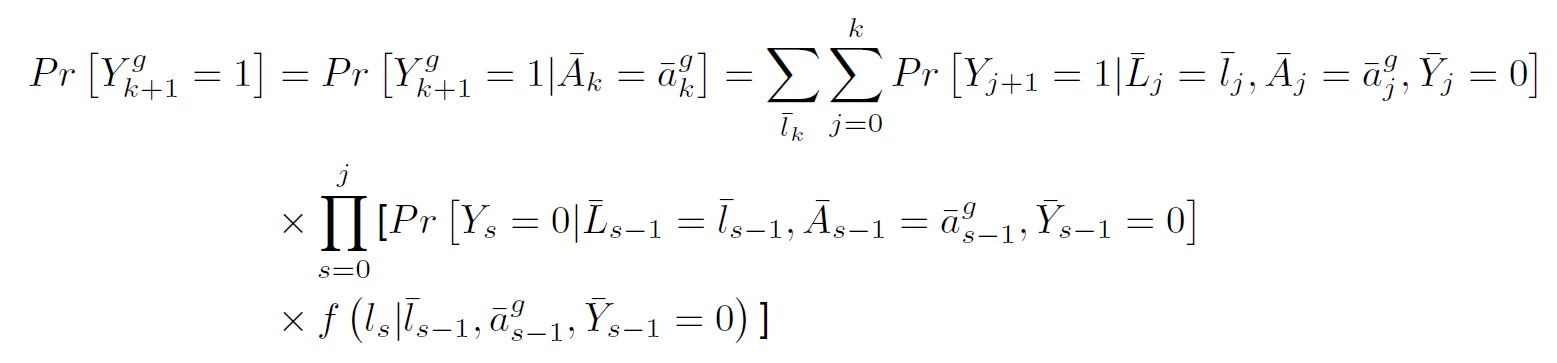 Pr [Y^g_{k+1} = 1] = Pr [Y^g_{k+1} = 1|Ā_k = ā^g_k] = ∑_{l̄_k} ∑_{j=0}^{k} Pr [Y_{j+1} = 1|L̄_j = l̄_j, Ā_j = ā^g_j, Ȳ_j = 0]
× ∏_{s=0}^{j} [Pr [Y_s = 0|L̄_{s−1} = l̄_{s−1}, Ā_{s−1} = ā^g_{s−1}, Ȳ_{s−1} = 0]
× f (l_s|l̄_{s−1}, ā^g_{s−1}, Ȳ_{s−1} = 0) ]